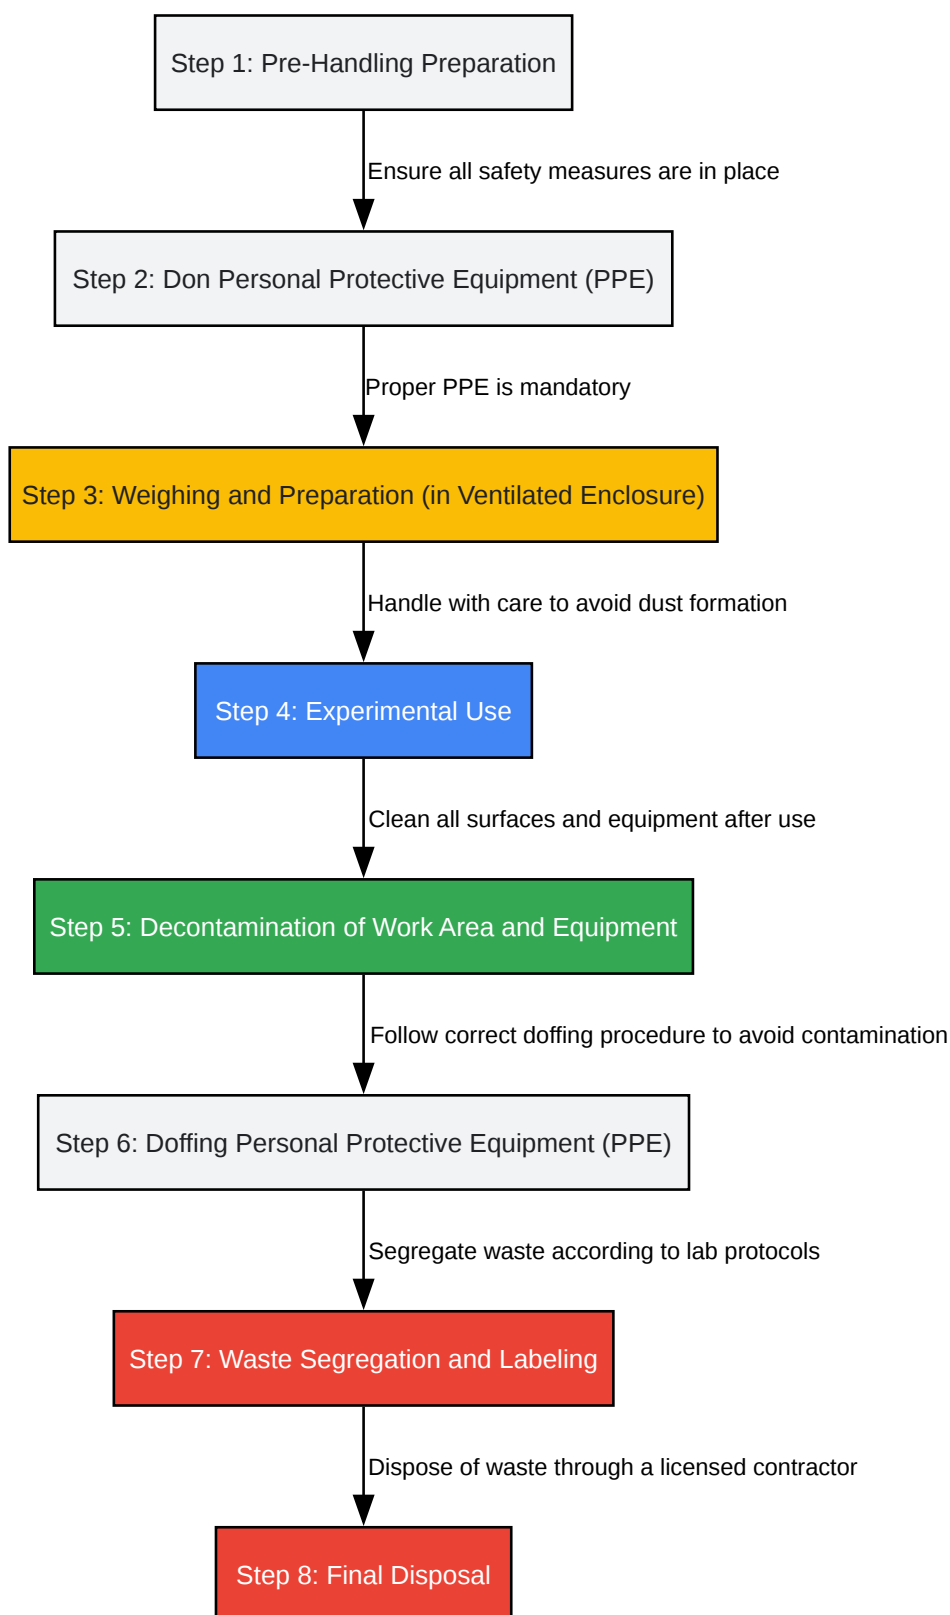 Step 1: Pre-Handling Preparation
Ensure all safety measures are in place
Step 2: Don Personal Protective Equipment (PPE)
Proper PPE is mandatory
Step 3: Weighing and Preparation (in Ventilated Enclosure)
Handle with care to avoid dust formation
Step 4: Experimental Use
Clean all surfaces and equipment after use
Step 5: Decontamination of Work Area and Equipment
Follow correct doffing procedure to avoid contamination
Step 6: Doffing Personal Protective Equipment (PPE)
Segregate waste according to lab protocols
Step 7: Waste Segregation and Labeling
Dispose of waste through a licensed contractor
Step 8: Final Disposal